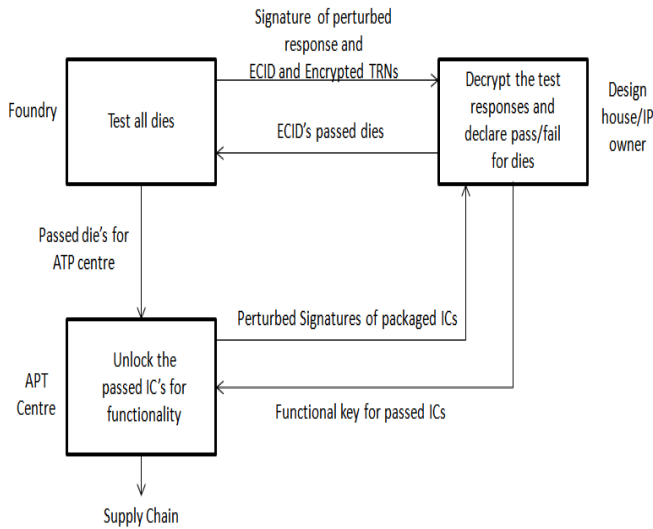 Signature of perturbed
response and
ECID and Encrypted TRNs
Foundry
Test all dies
Decrypt the test
responses and
declare pass/fail
for dies
Design
house/IP
owner
ECID's passed dies
Passed die's for
ATP centre
Perturbed Signatures of packaged ICs
APT
Centre
Unlock the
passed IC's for
functionality
Functional key for passed ICs
Supply Chain